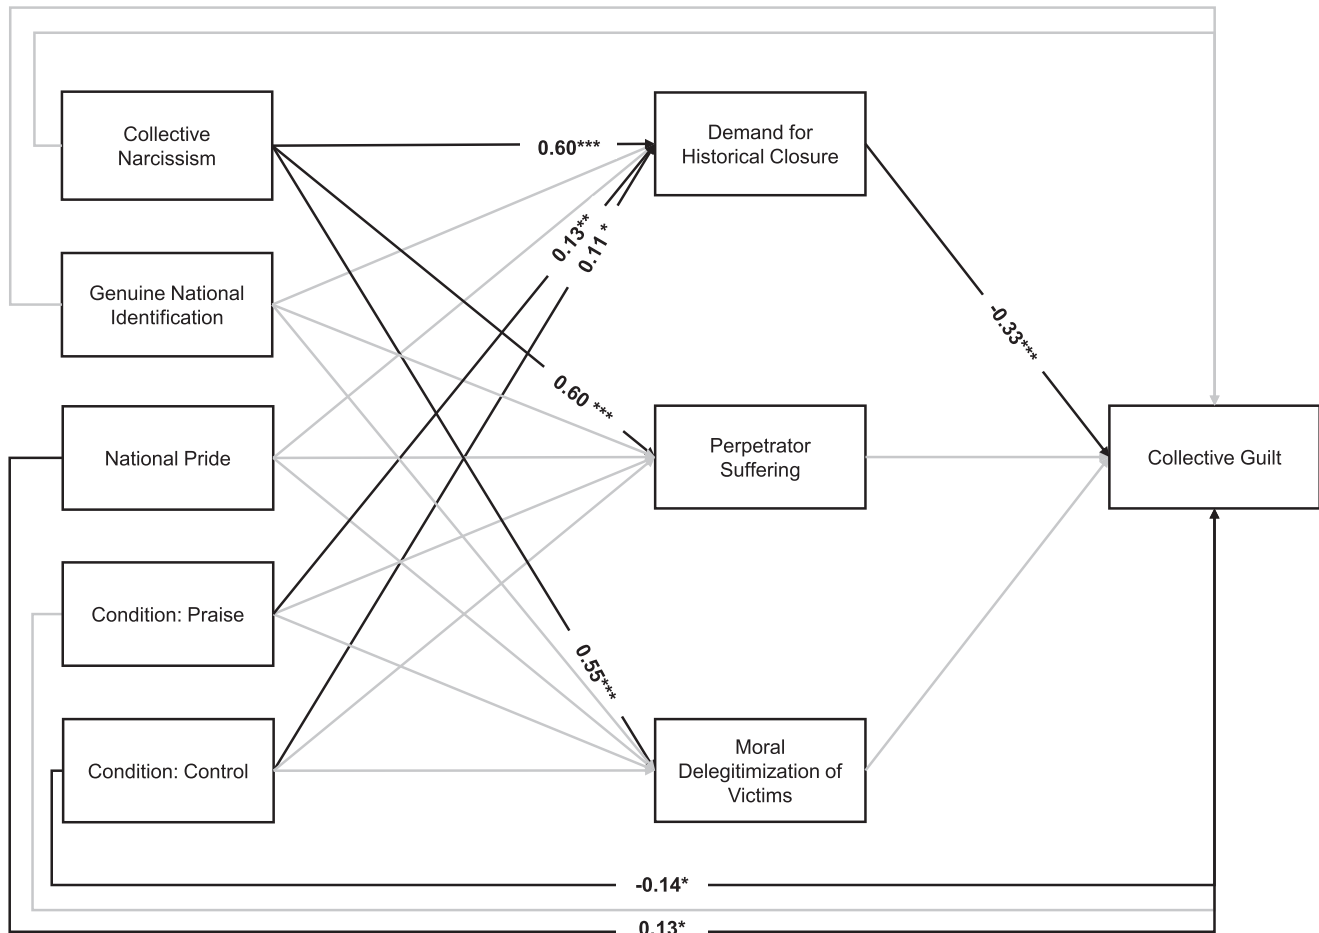 Collective
Narcissism
0.60***
Demand for
Historical Closure
0.13**
0.11 *
Genuine National
Identification
-0.33***
0.60 ***
National Pride
Perpetrator
Suffering
Collective Guilt
Condition: Praise
0.55***
Condition: Control
Moral
Delegitimization of
Victims
-0.14*
0.13*